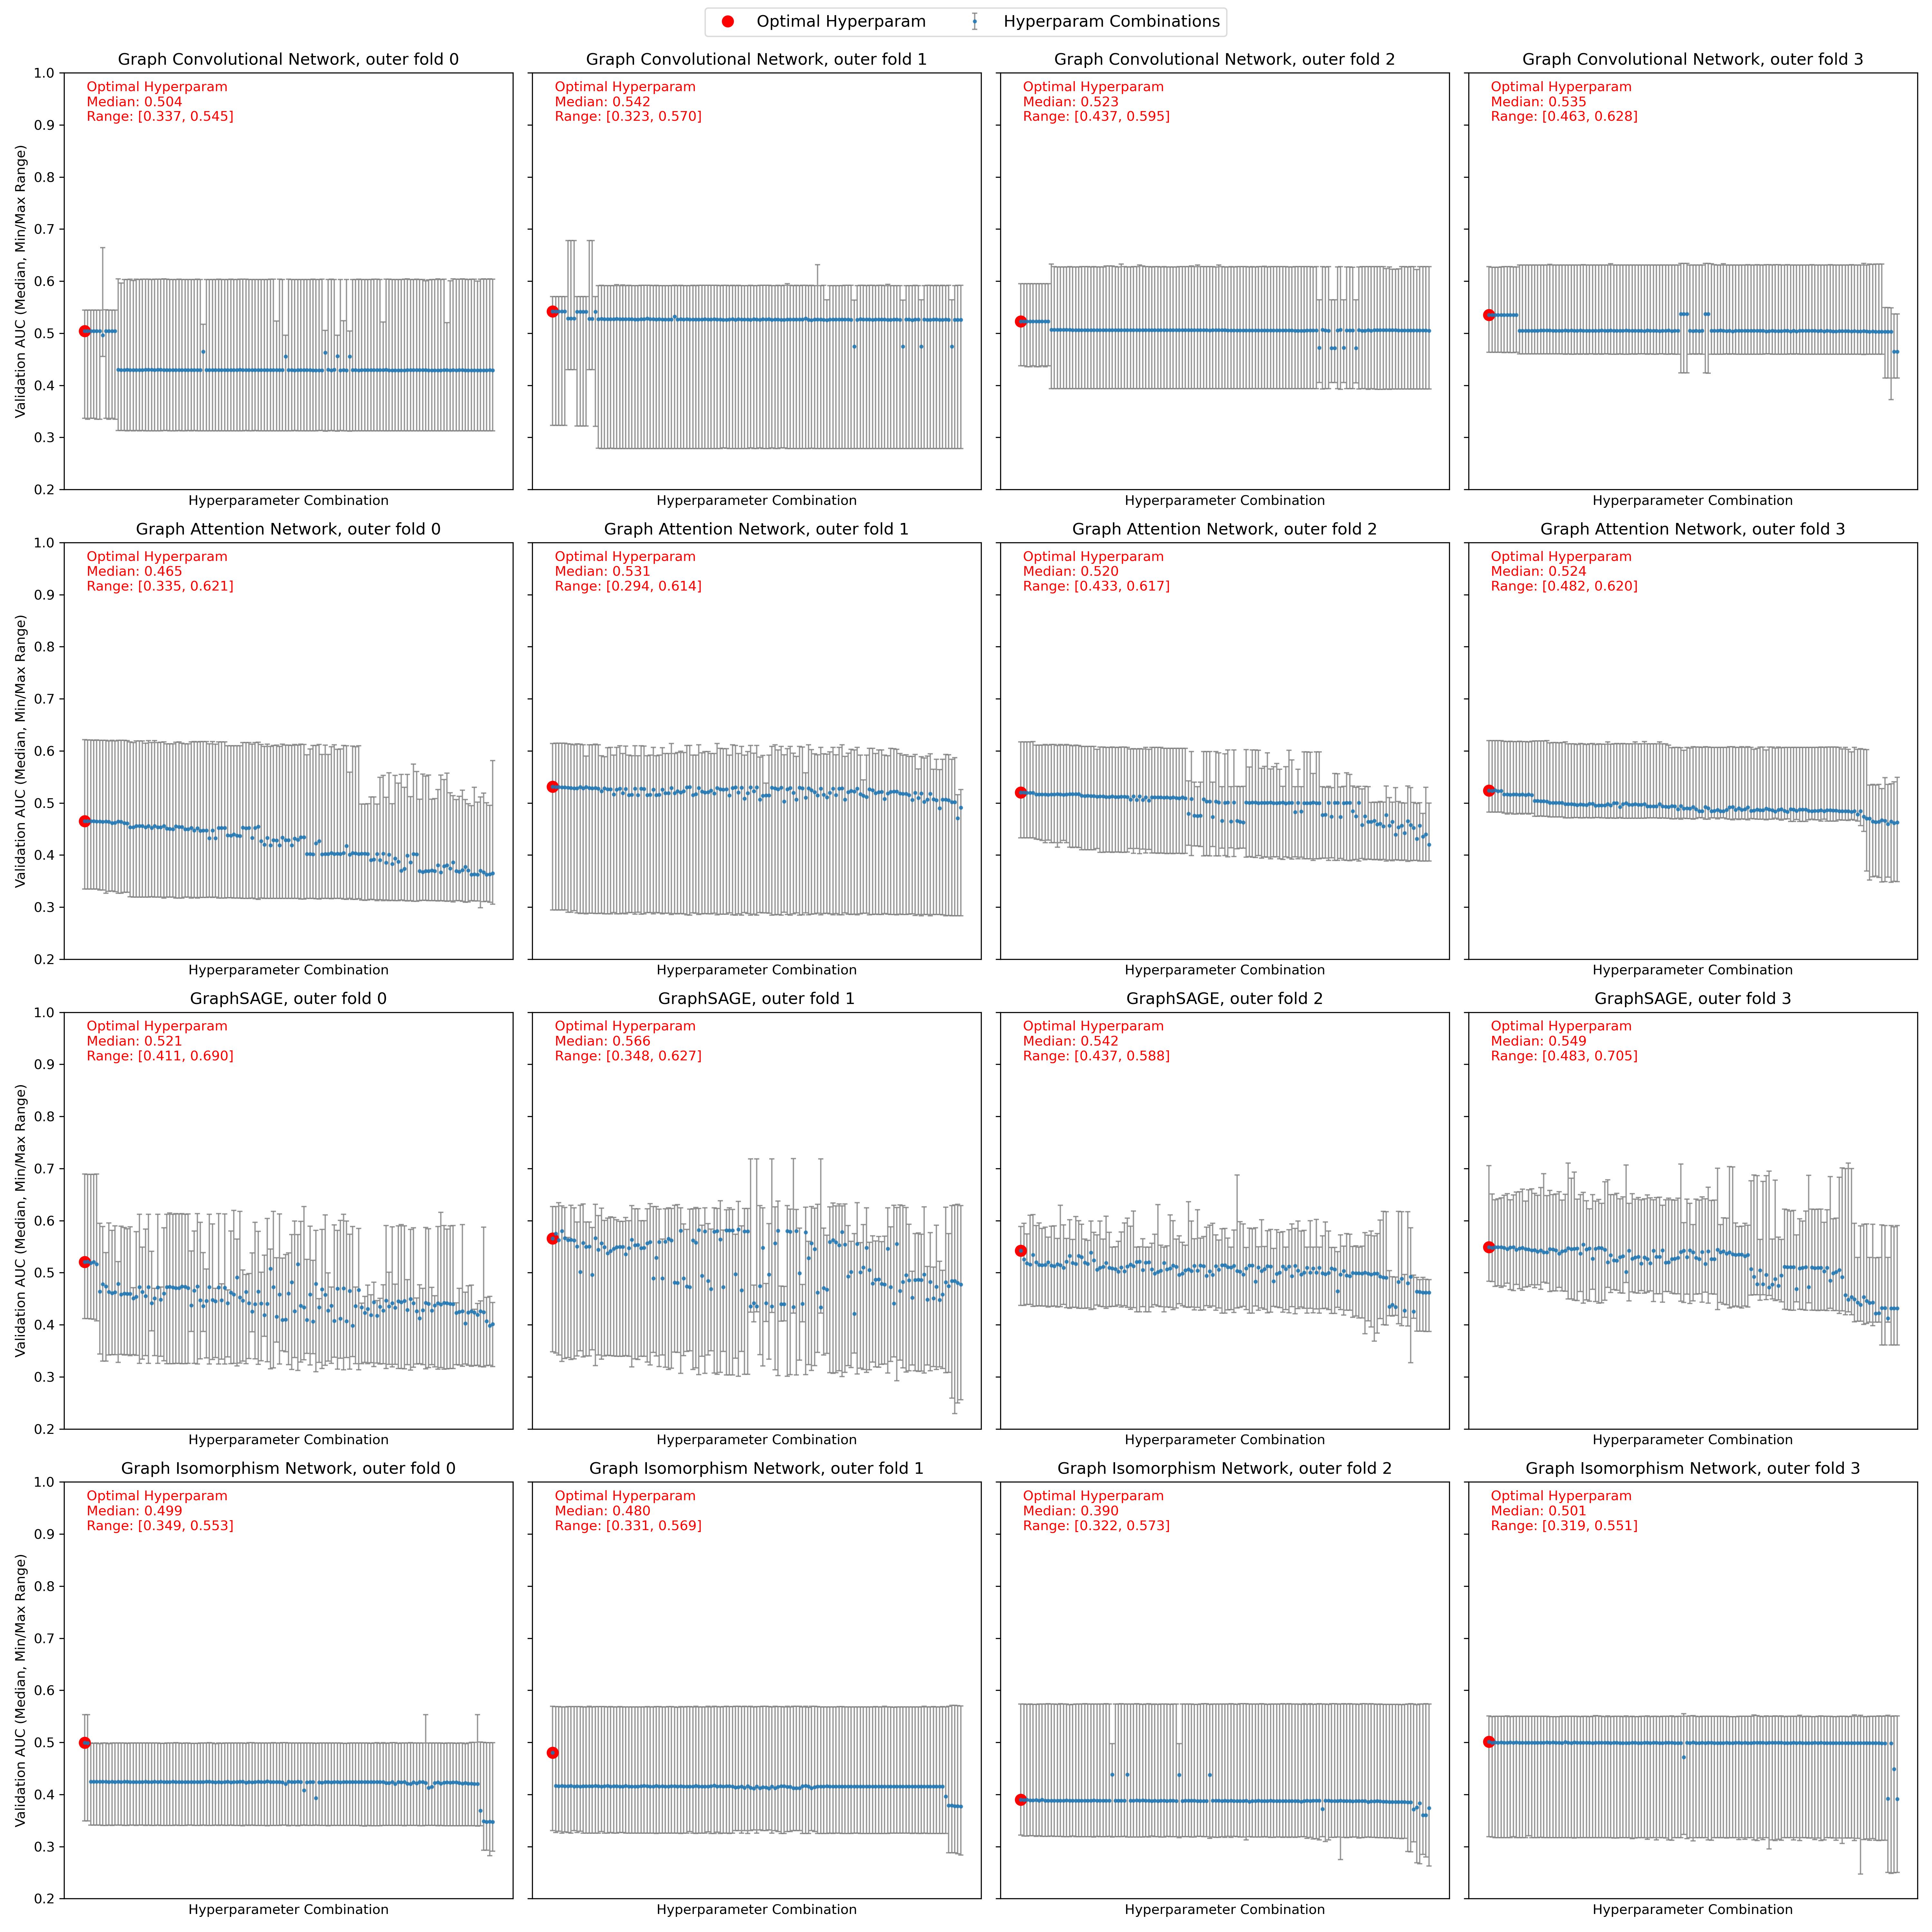 Optimal Hyperparam Hyperparam Combinations
Graph Convolutional Network, outer fold 0
Optimal Hyperparam
Median: 0.504
Range: [0.337, 0.545]
Validation AUC (Median, Min/Max Range)
1.0
0.9
0.8
0.7
0.6
0.5
0.4
0.3
0.2
Hyperparameter Combination
Graph Convolutional Network, outer fold 1
Optimal Hyperparam
Median: 0.542
Range: [0.323, 0.570]
Hyperparameter Combination
Graph Convolutional Network, outer fold 2
Optimal Hyperparam
Median: 0.523
Range: [0.437, 0.595]
Hyperparameter Combination
Graph Convolutional Network, outer fold 3
Optimal Hyperparam
Median: 0.535
Range: [0.463, 0.628]
Hyperparameter Combination
Graph Attention Network, outer fold 0
Optimal Hyperparam
Median: 0.465
Range: [0.335, 0.621]
Validation AUC (Median, Min/Max Range)
1.0
0.9
0.8
0.7
0.6
0.5
0.4
0.3
0.2
Hyperparameter Combination
Graph Attention Network, outer fold 1
Optimal Hyperparam
Median: 0.531
Range: [0.294, 0.614]
Hyperparameter Combination
Graph Attention Network, outer fold 2
Optimal Hyperparam
Median: 0.520
Range: [0.433, 0.617]
Hyperparameter Combination
Graph Attention Network, outer fold 3
Optimal Hyperparam
Median: 0.524
Range: [0.482, 0.620]
Hyperparameter Combination
GraphSAGE, outer fold 0
Optimal Hyperparam
Median: 0.521
Range: [0.411, 0.690]
Validation AUC (Median, Min/Max Range)
1.0
0.9
0.8
0.7
0.6
0.5
0.4
0.3
0.2
Hyperparameter Combination
GraphSAGE, outer fold 1
Optimal Hyperparam
Median: 0.566
Range: [0.348, 0.627]
Hyperparameter Combination
GraphSAGE, outer fold 2
Optimal Hyperparam
Median: 0.542
Range: [0.437, 0.588]
Hyperparameter Combination
GraphSAGE, outer fold 3
Optimal Hyperparam
Median: 0.549
Range: [0.483, 0.705]
Hyperparameter Combination
Graph Isomorphism Network, outer fold 0
Optimal Hyperparam
Median: 0.499
Range: [0.349, 0.553]
Validation AUC (Median, Min/Max Range)
1.0
0.9
0.8
0.7
0.6
0.5
0.4
0.3
0.2
Hyperparameter Combination
Graph Isomorphism Network, outer fold 1
Optimal Hyperparam
Median: 0.480
Range: [0.331, 0.569]
Hyperparameter Combination
Graph Isomorphism Network, outer fold 2
Optimal Hyperparam
Median: 0.390
Range: [0.322, 0.573]
Hyperparameter Combination
Graph Isomorphism Network, outer fold 3
Optimal Hyperparam
Median: 0.501
Range: [0.319, 0.551]
Hyperparameter Combination